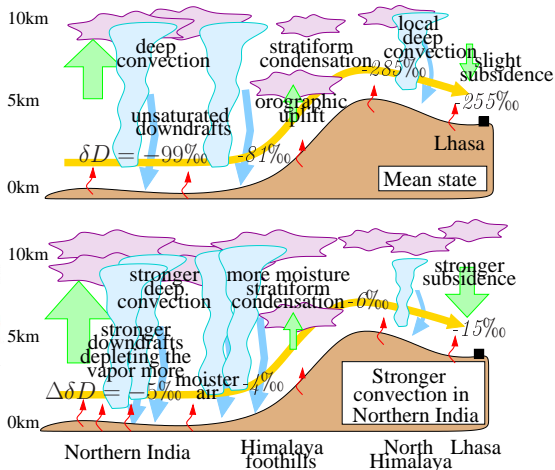 10km
deep
convection
stratiform
condensation
local
deep
convection
-285‰
slight
subsidence
5km
unsaturated
downdrafts
orographic
uplift
-255‰
δD = −99‰
-81‰
Lhasa
0km
Mean state
10km
stronger
deep
convection
more moisture
stratiform
condensation
-6‰
stronger
subsidence
5km
stronger
downdrafts
depleting the
vapor more
-15‰
ΔδD = −5‰
moister
air
-4‰
Stronger
convection in
Northern India
0km
Northern India
Himalaya
foothills
North
Himalaya
Lhasa